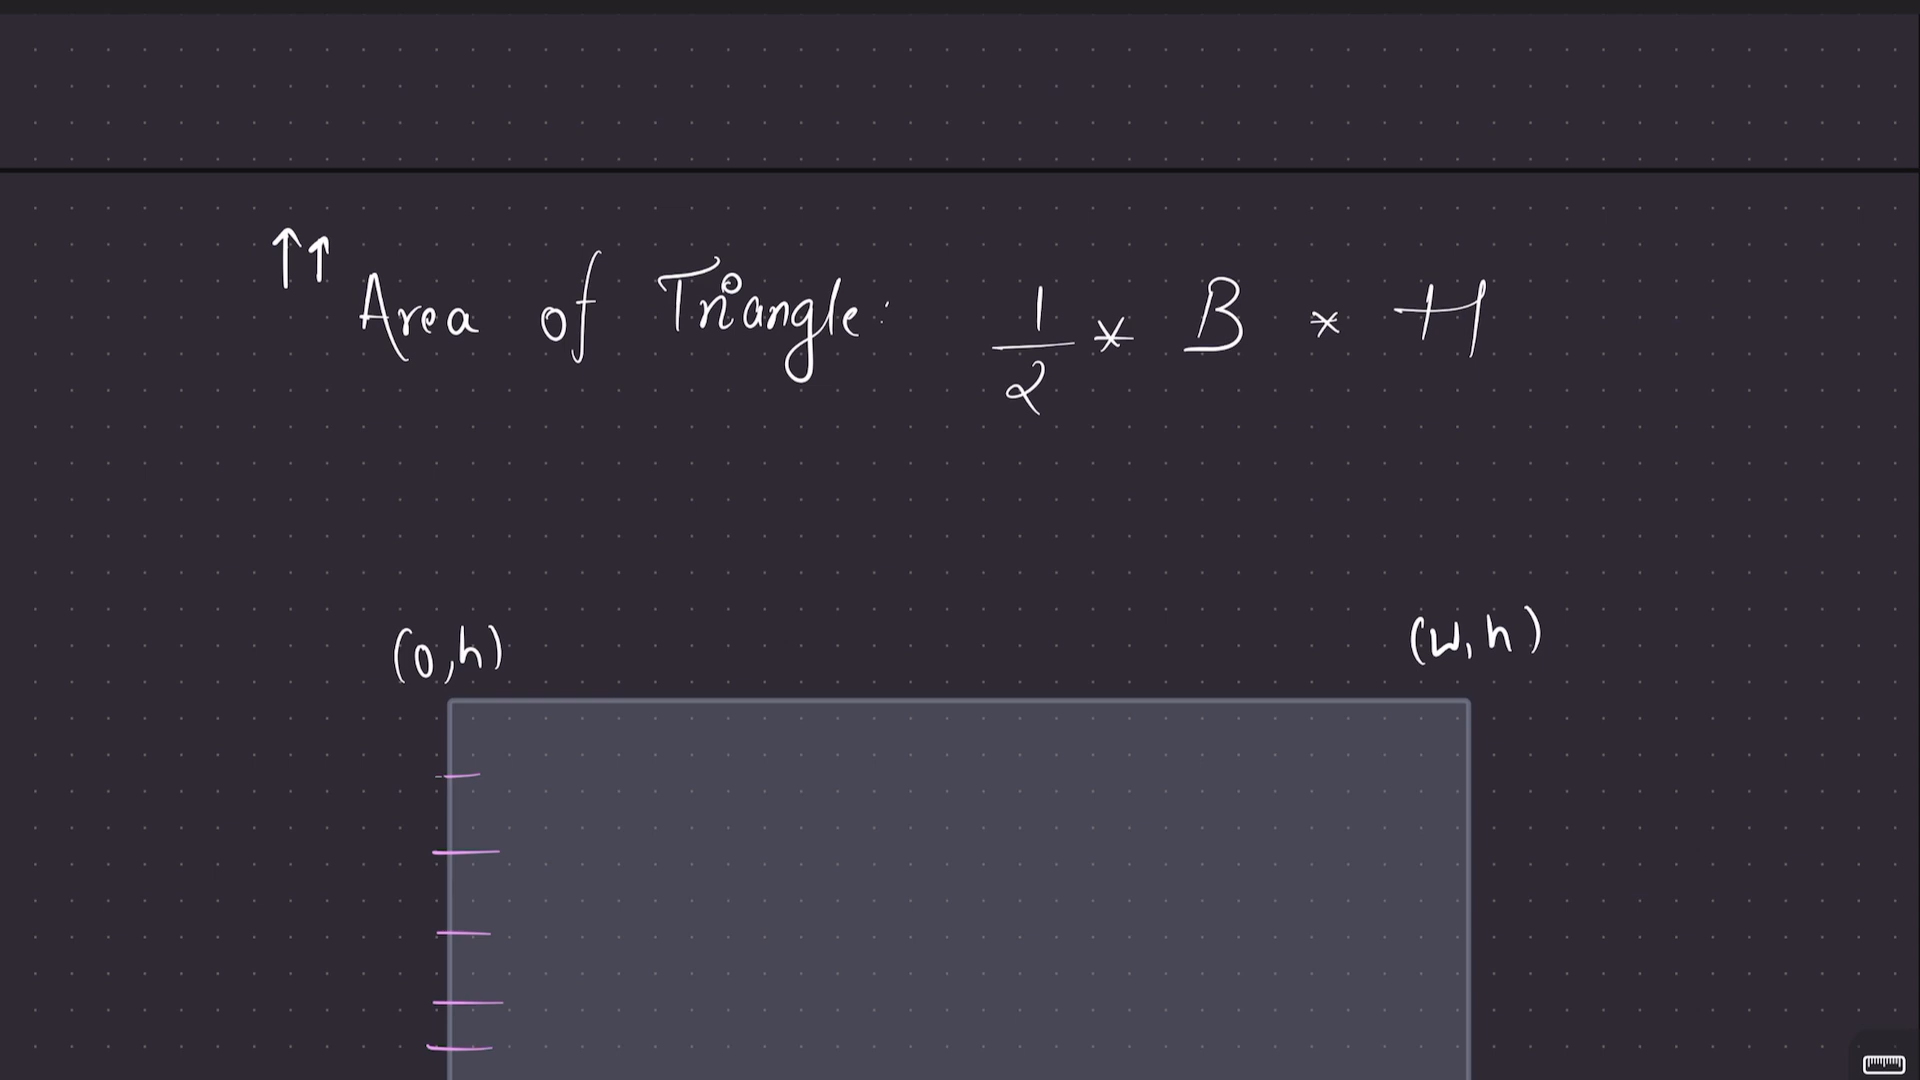 ↑↑ Area of Triangle: 1/2 * B * H
(0,h) (W,h)